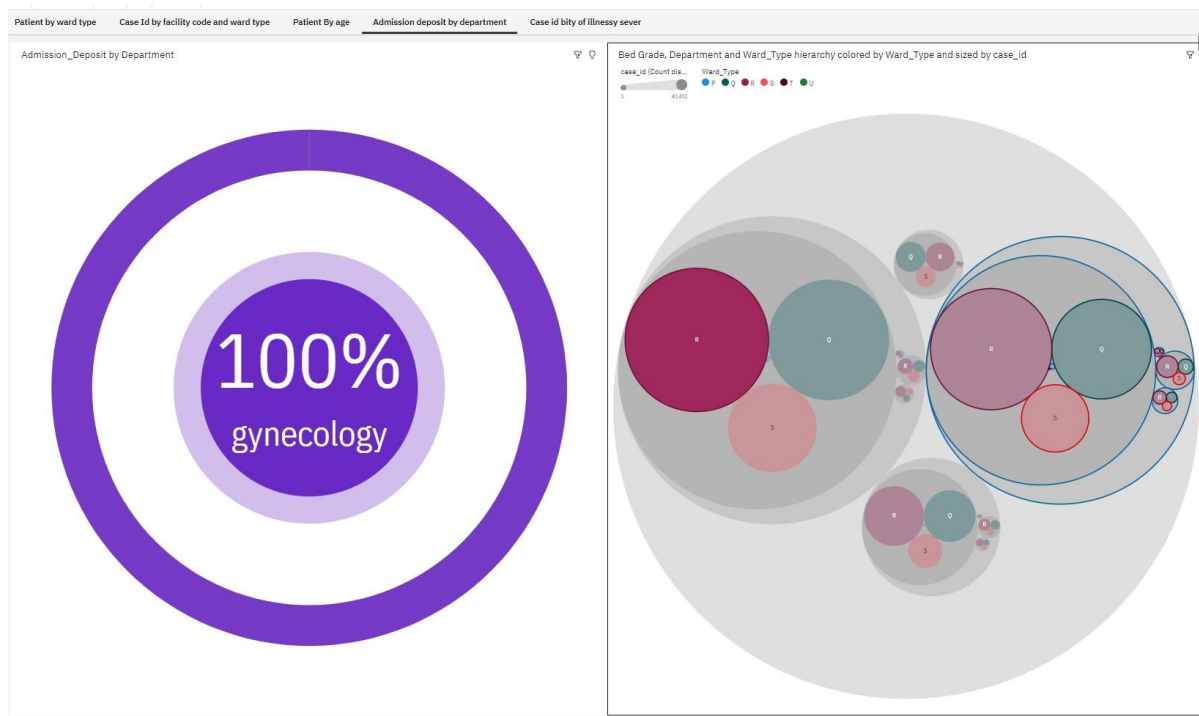 Patient by ward type Case Id by facility code and ward type Patient By age Admission deposit by department Case id bity of illnessy sever
Admission_Deposit by Department
100%
gynecology
Bed Grade, Department and Ward_Type hierarchy colored by Ward_Type and sized by case_id
case_id (Count dis... Ward_Type
P Q R S T U
Q R
S
R Q
S
R
R Q
S
R Q
S
R
R Q
S
R